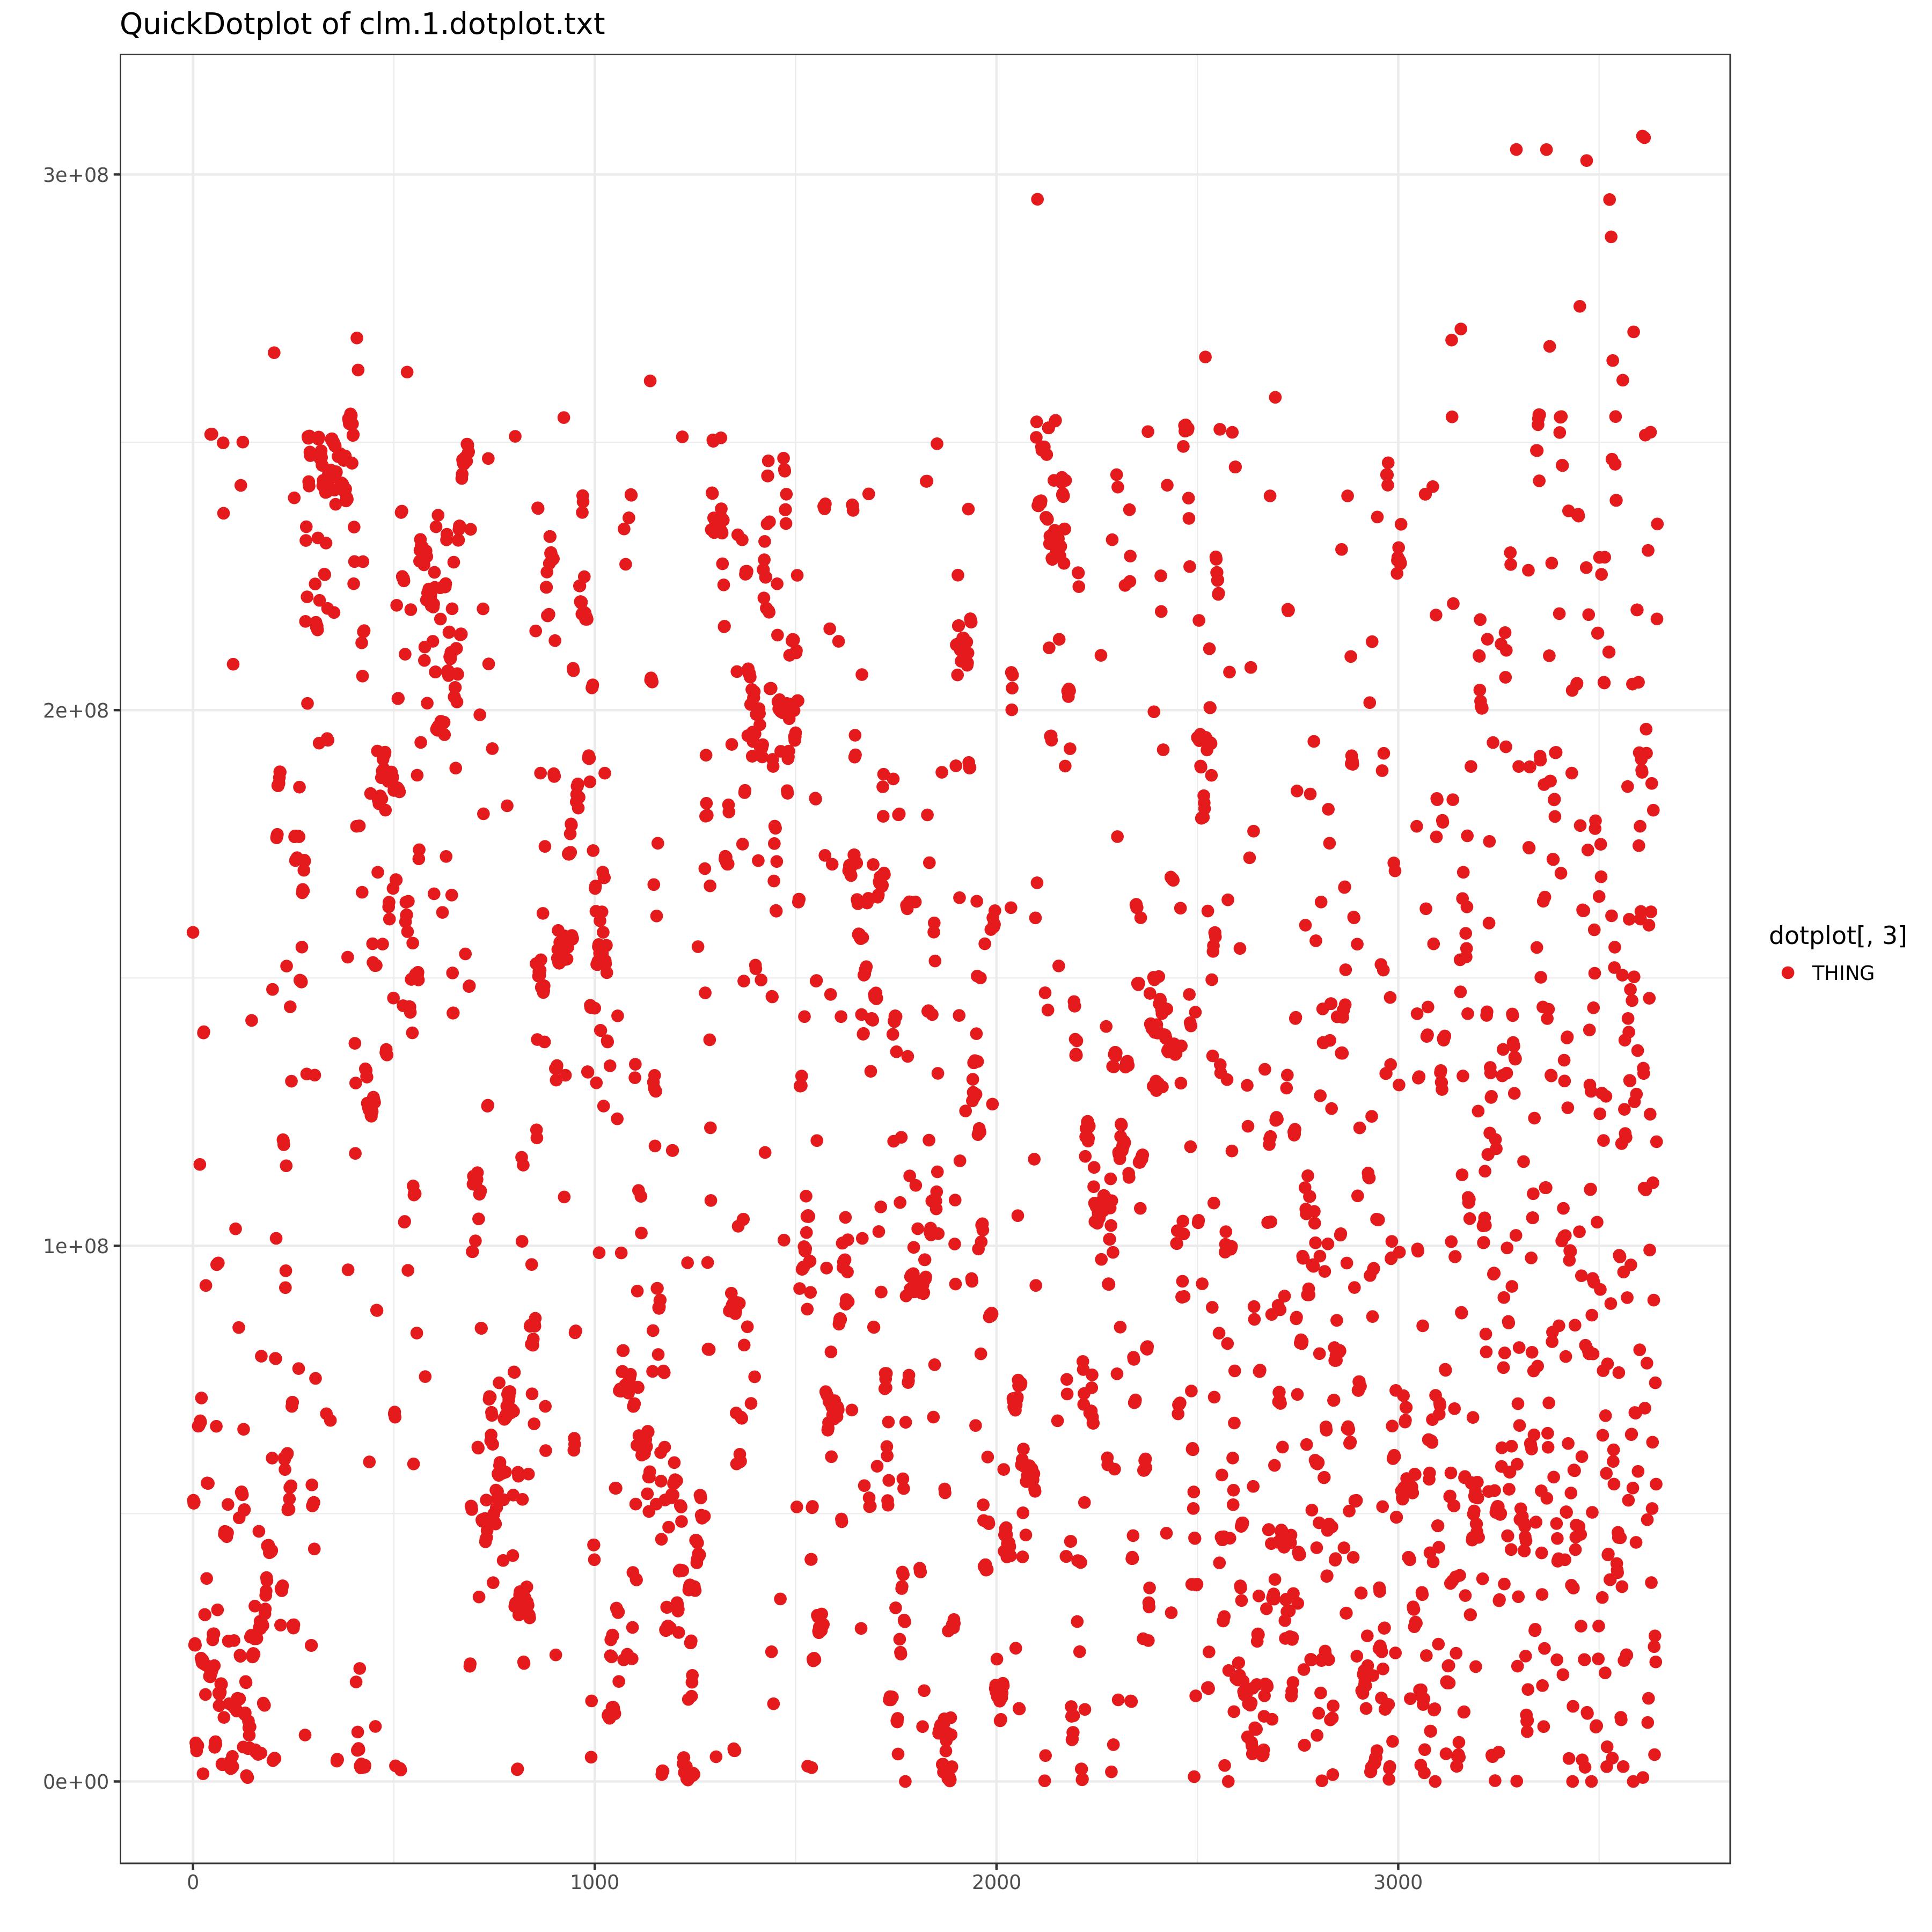 QuickDotplot of clm.1.dotplot.txt
3e+08
2e+08
1e+08
0e+00
0 1000 2000 3000
dotplot[, 3]
THING